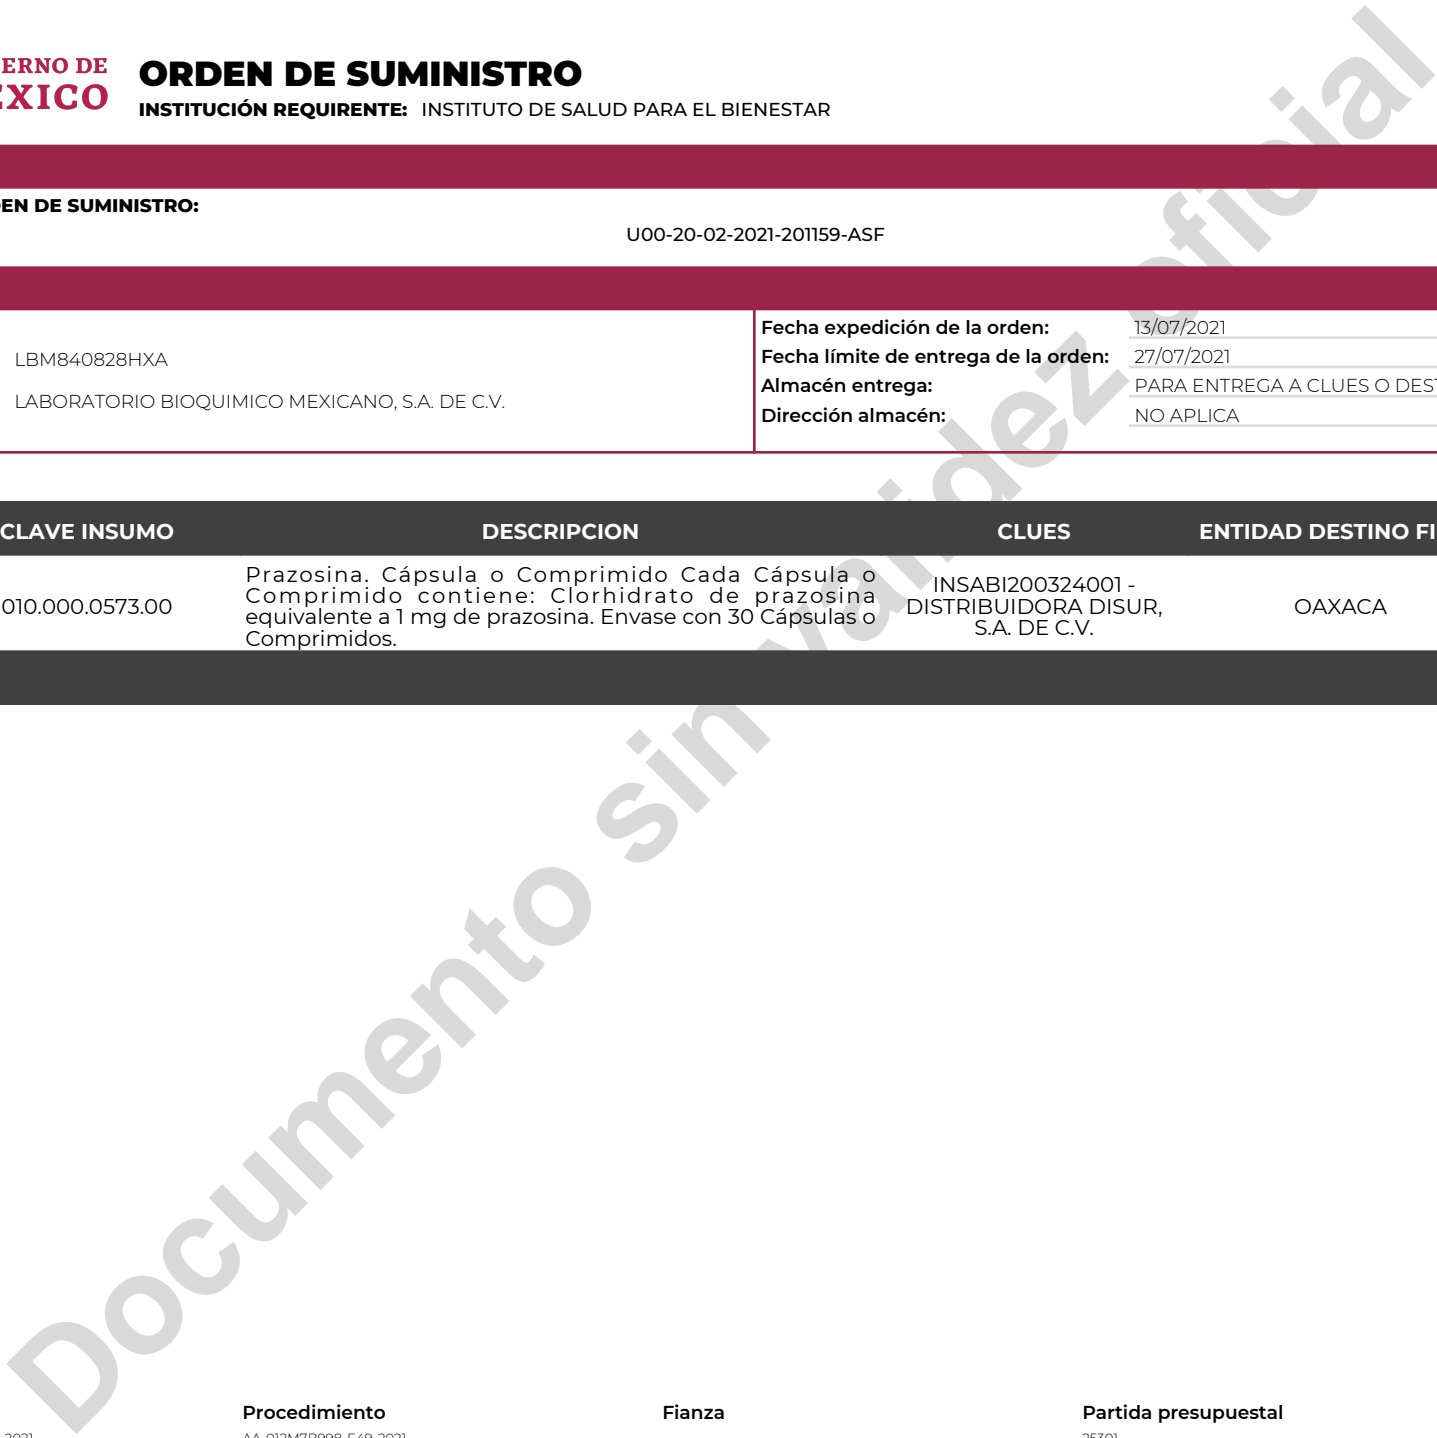 ERNO DE
EXICO
ORDEN DE SUMINISTRO
INSTITUCIÓN REQUIRENTE: INSTITUTO DE SALUD PARA EL BIENESTAR
EN DE SUMINISTRO:
U00-20-02-2021-201159-ASF
LBM840828HXA
LABORATORIO BIOQUIMICO MEXICANO, S.A. DE C.V.
Fecha expedición de la orden: 13/07/2021
Fecha límite de entrega de la orden: 27/07/2021
Almacén entrega: PARA ENTREGA A CLUES O DEST
Dirección almacén: NO APLICA
CLAVE INSUMO DESCRIPCION CLUES ENTIDAD DESTINO FI
010.000.0573.00
Prazosina. Cápsula o Comprimido Cada Cápsula o
Comprimido contiene: Clorhidrato de prazosina
equivalente a 1 mg de prazosina. Envase con 30 Cápsulas o
Comprimidos.
INSABI200324001 -
DISTRIBUIDORA DISUR,
S.A. DE C.V.
OAXACA
Documento sin validez oficial
Procedimiento Fianza Partida presupuestal